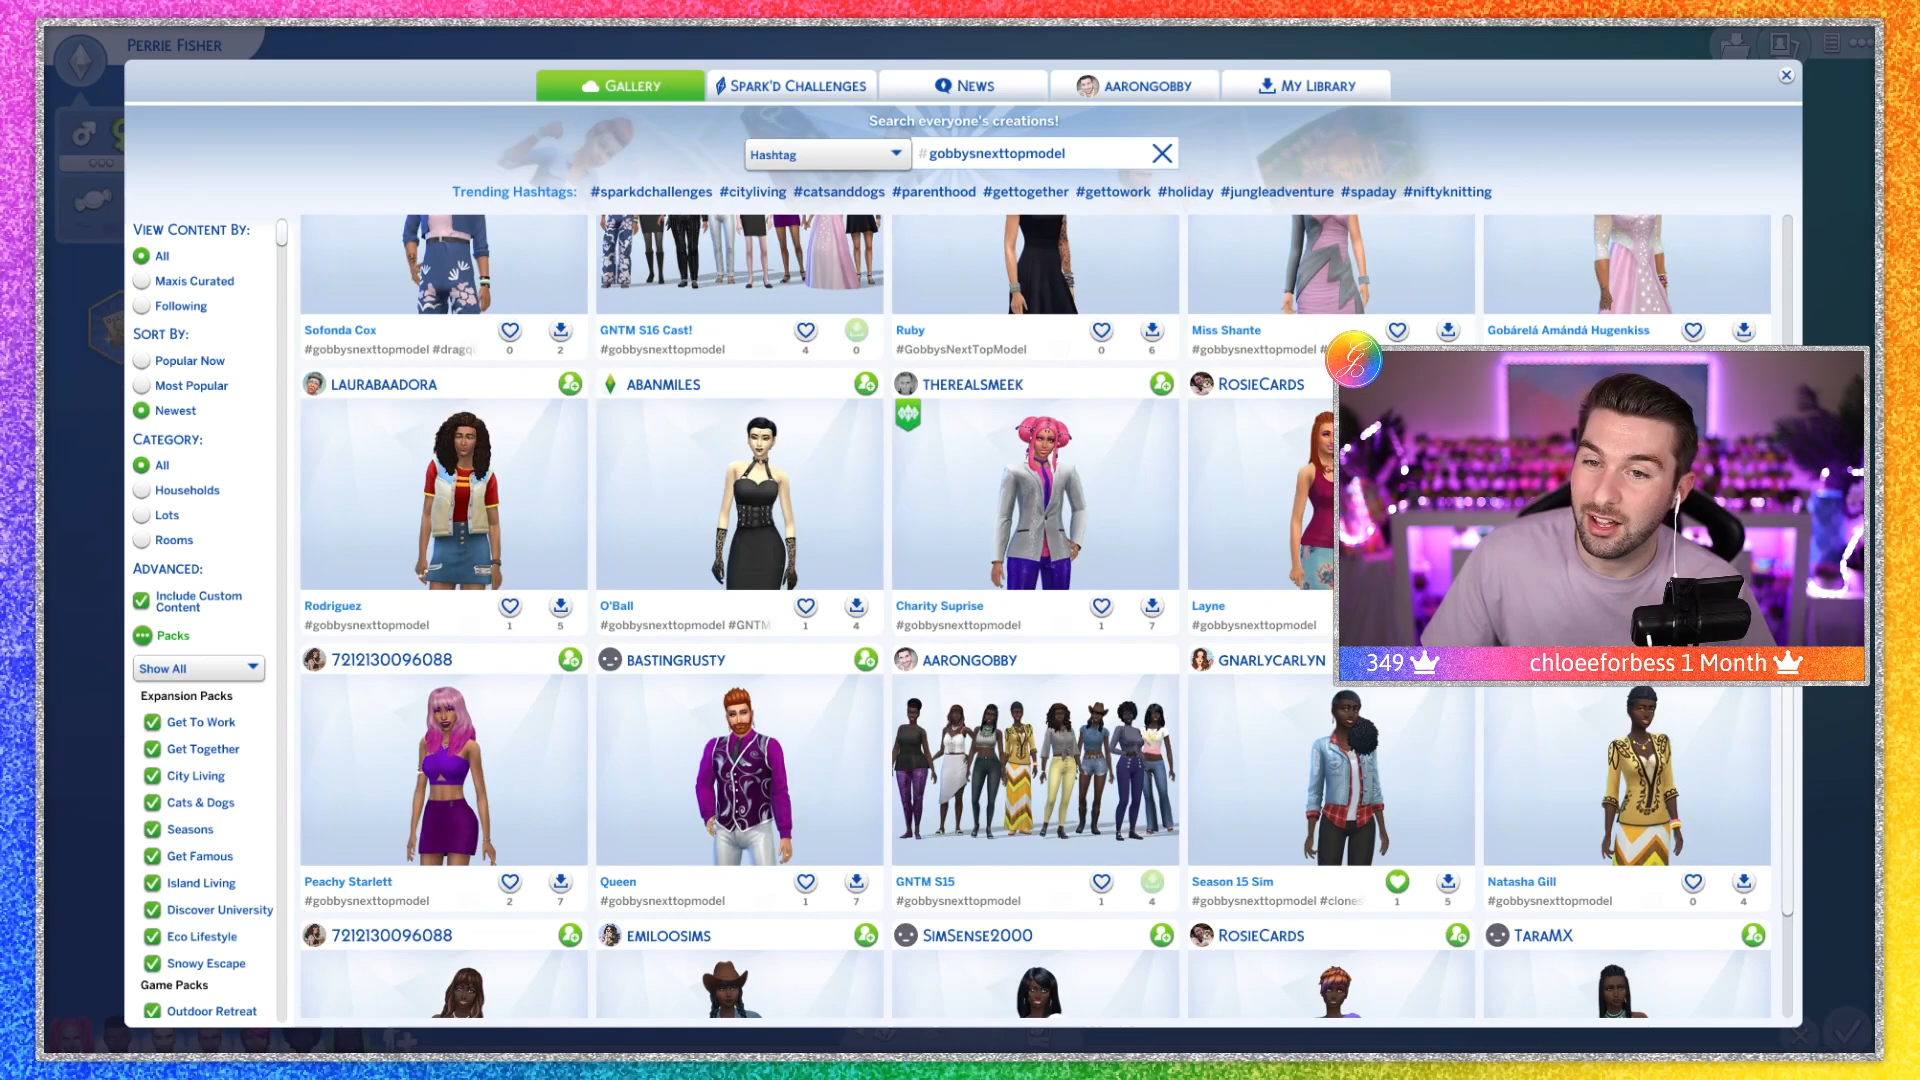 PERRIE FISHER
GALLERY
SPARK'D CHALLENGES
NEWS
AARONGOBBY
MY LIBRARY
Search everyone's creations!
Hashtag
# gobbysnexttopmodel
Trending Hashtags: #sparkdchallenges #cityliving #catsanddogs #parenthood #gettogether #gettowork #holiday #jungleadventure #spaday #niftyknitting
VIEW CONTENT BY:
All
Maxis Curated
Following
SORT BY:
Popular Now
Most Popular
Newest
CATEGORY:
All
Households
Lots
Rooms
ADVANCED:
Include Custom
Content
Packs
Show All
Expansion Packs
Get To Work
Get Together
City Living
Cats & Dogs
Seasons
Get Famous
Island Living
Discover University
Eco Lifestyle
Snowy Escape
Game Packs
Outdoor Retreat
Sofonda Cox
0 2
#gobbysnexttopmodel
GNTM S16 Cast!
4 0
#gobbysnexttopmodel
Ruby
0 6
#GobbysNextTopModel
Miss Shante
#gobbysnexttopmodel
Gobárelá Amándá Hugenkiss
LAURABAADORA
ABANMILES
THEREALSMEEK
ROSIECARDS
Rodriguez
1 5
#gobbysnexttopmodel
O'Ball
1 4
#gobbysnexttopmodel #GNTM
Charity Suprise
1 7
#gobbysnexttopmodel
Layne
#gobbysnexttopmodel
349
chloeeforbess 1 Month
7212130096088
BASTINGRUSTY
AARONGOBBY
GNARLYCARLYN
Peachy Starlett
2 7
#gobbysnexttopmodel
Queen
1 7
#gobbysnexttopmodel
GNTM S15
1 4
#gobbysnexttopmodel
Season 15 Sim
1 5
#gobbysnexttopmodel #clones
Natasha Gill
0 4
#gobbysnexttopmodel
7212130096088
EMILOOSIMS
SIMSENSE2000
ROSIECARDS
TARAMX